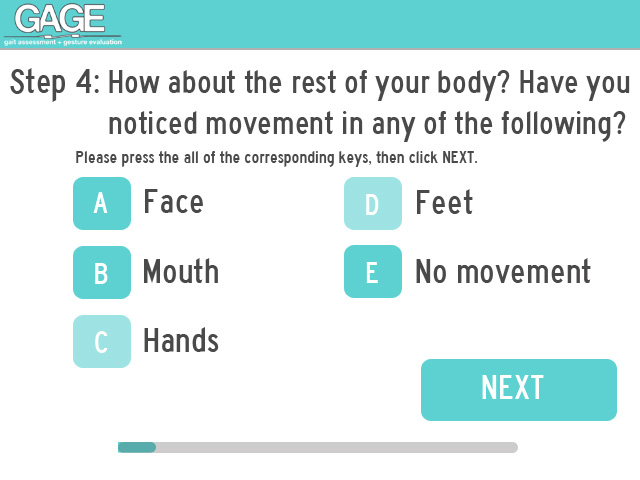 GAGE
gait assessment + gesture evaluation
Step 4: How about the rest of your body? Have you
noticed movement in any of the following?
Please press the all of the corresponding keys, then click NEXT.
A Face
B Mouth
C Hands
D Feet
E No movement
NEXT